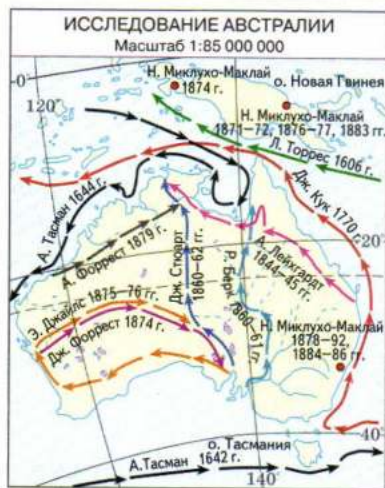 ИССЛЕДОВАНИЕ АВСТРАЛИИ
Масштаб 1:85 000 000
0°
120°
Н. Миклухо-Маклай
1874 г.
о. Новая Гвинея
Н. Миклухо-Маклай
1871–72, 1876–77, 1883 гг.
Л. Торрес 1606 г.
Дж. Кук 1770 г.
А. Тасман 1644 г.
А. Форрест 1879 г.
Дж. Стюарт
1860–62 гг.
Р. Бёрк 1860–61 гг.
А. Лейхгардт
1844–45 гг.
20°
Э. Джайлс 1875–76 гг.
Дж. Форрест 1874 г.
Н. Миклухо-Маклай
1878–92,
1884–86 гг.
40°
о. Тасмания
А.Тасман 1642 г.
140°